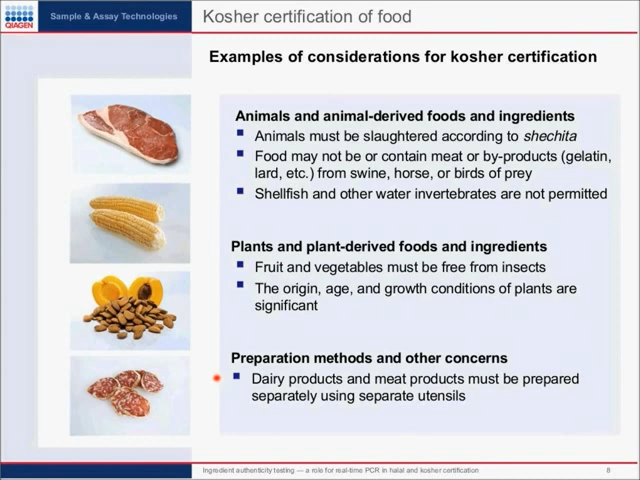 Sample & Assay Technologies
QIAGEN
Kosher certification of food
Examples of considerations for kosher certification
Animals and animal-derived foods and ingredients
Animals must be slaughtered according to shechita
Food may not be or contain meat or by-products (gelatin,
lard, etc.) from swine, horse, or birds of prey
Shellfish and other water invertebrates are not permitted
Plants and plant-derived foods and ingredients
Fruit and vegetables must be free from insects
The origin, age, and growth conditions of plants are
significant
Preparation methods and other concerns
Dairy products and meat products must be prepared
separately using separate utensils
Ingredient authenticity testing — a role for real-time PCR in halal and kosher certification
8